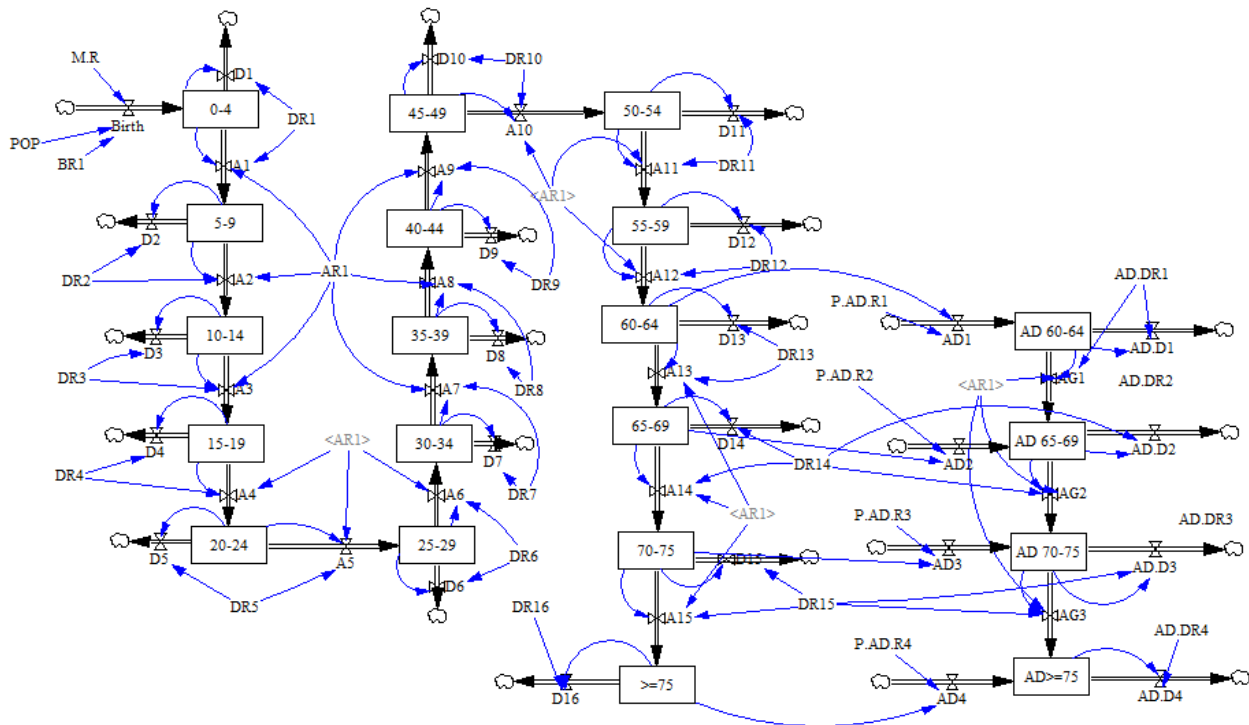 M.R
D1
0-4
DR1
POP
Birth
BR1
A1
5-9
D2
DR2
A2
10-14
D3
DR3
A3
15-19
D4
DR4
A4
20-24
D5
DR5
A5
AR1
<AR1>
D10
DR10
45-49
A10
A9
40-44
D9
DR9
A8
35-39
D8
DR8
A7
30-34
D7
DR7
A6
25-29
DR6
D6
50-54
D11
A11
DR11
<AR1>
55-59
D12
A12
DR12
60-64
D13
A13
DR13
65-69
D14
DR14
A14
<AR1>
70-75
D15
DR15
A15
DR16
>=75
D16
P.AD.R1
AD1
AD 60-64
AD.DR1
AD.D1
AG1
AD.DR2
P.AD.R2
<AR1>
AD2
AD 65-69
AD.D2
AG2
P.AD.R3
AD3
AD 70-75
AD.DR3
AD.D3
AG3
P.AD.R4
AD4
AD>=75
AD.DR4
AD.D4